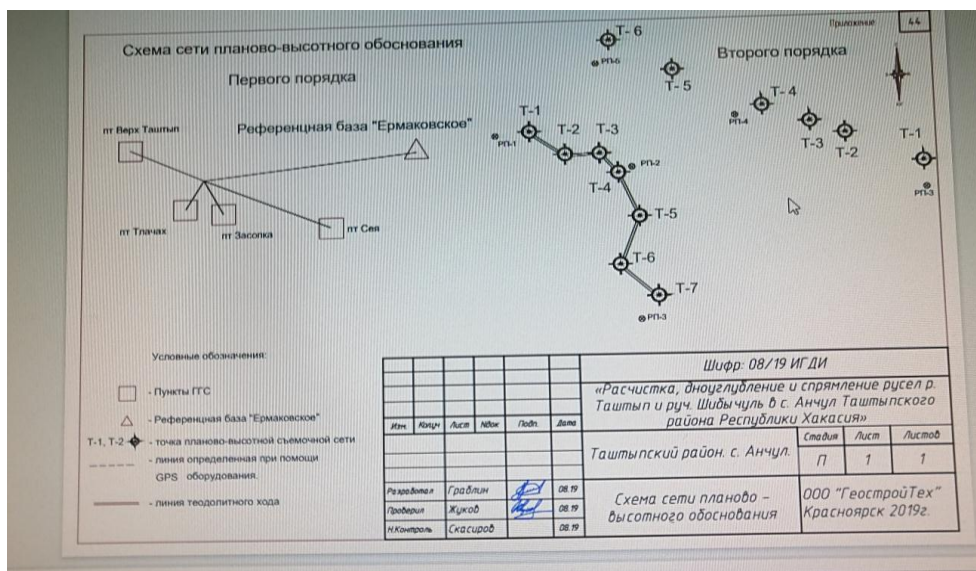 Приложение
44
Схема сети планово-высотного обоснования
Первого порядка
Второго порядка
Т- 6
РП-5
Т- 5
Т- 4
РП-4
Т-3
Т-2
Т-1
РП-3
пт Верх Таштып
Референцная база "Ермаковское"
пт Тлачах
пт Засопка
пт Сея
Т-1
РП-1
Т-2
Т-3
РП-2
Т-4
Т-5
Т-6
Т-7
РП-3
Условные обозначения:
- Пункты ГГС
- Референцная база "Ермаковское"
Т-1, Т-2 - точка планово-высотной съемочной сети
- линия определенная при помощи
GPS оборудования.
- линия теодолитного хода
Шифр: 08/19 ИГДИ
«Расчистка, дноуглубление и спрямление русел р.
Таштып и руч. Шибычуль в с. Анчул Таштыпского
района Республики Хакасия»
Изм. Колуч Лист Nдок Подп. Дата
Таштыпский район. с. Анчул.
Стадия Лист Листов
П 1 1
Разработал Граблин 08.19
Проверил Жуков 08.19
Н.Контроль Скасиров 08.19
Схема сети планово -
высотного обоснования
ООО "ГеостройТех"
Красноярск 2019г.